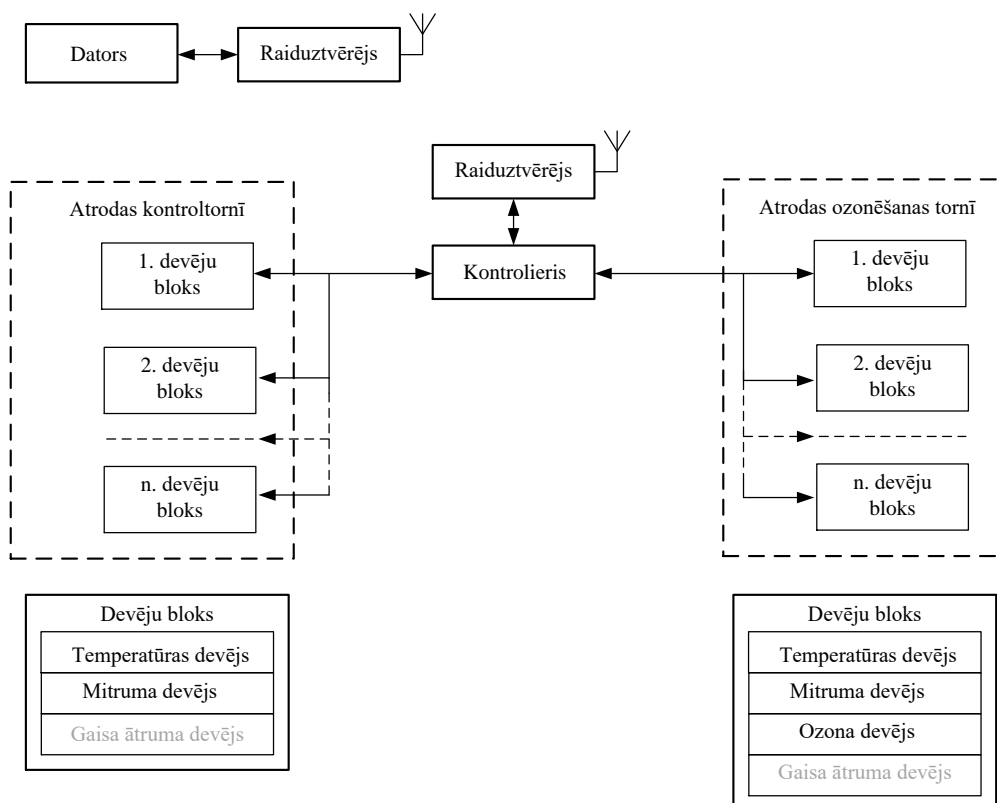 Dators
Raiduztvērējs
Raiduztvērējs
Kontrolieris
Atrodas kontroltornī
1. devēju
bloks
2. devēju
bloks
n. devēju
bloks
Atrodas ozonēšanas tornī
1. devēju
bloks
2. devēju
bloks
n. devēju
bloks
Devēju bloks
Temperatūras devējs
Mitruma devējs
Gaisa ātruma devējs
Devēju bloks
Temperatūras devējs
Mitruma devējs
Ozona devējs
Gaisa ātruma devējs